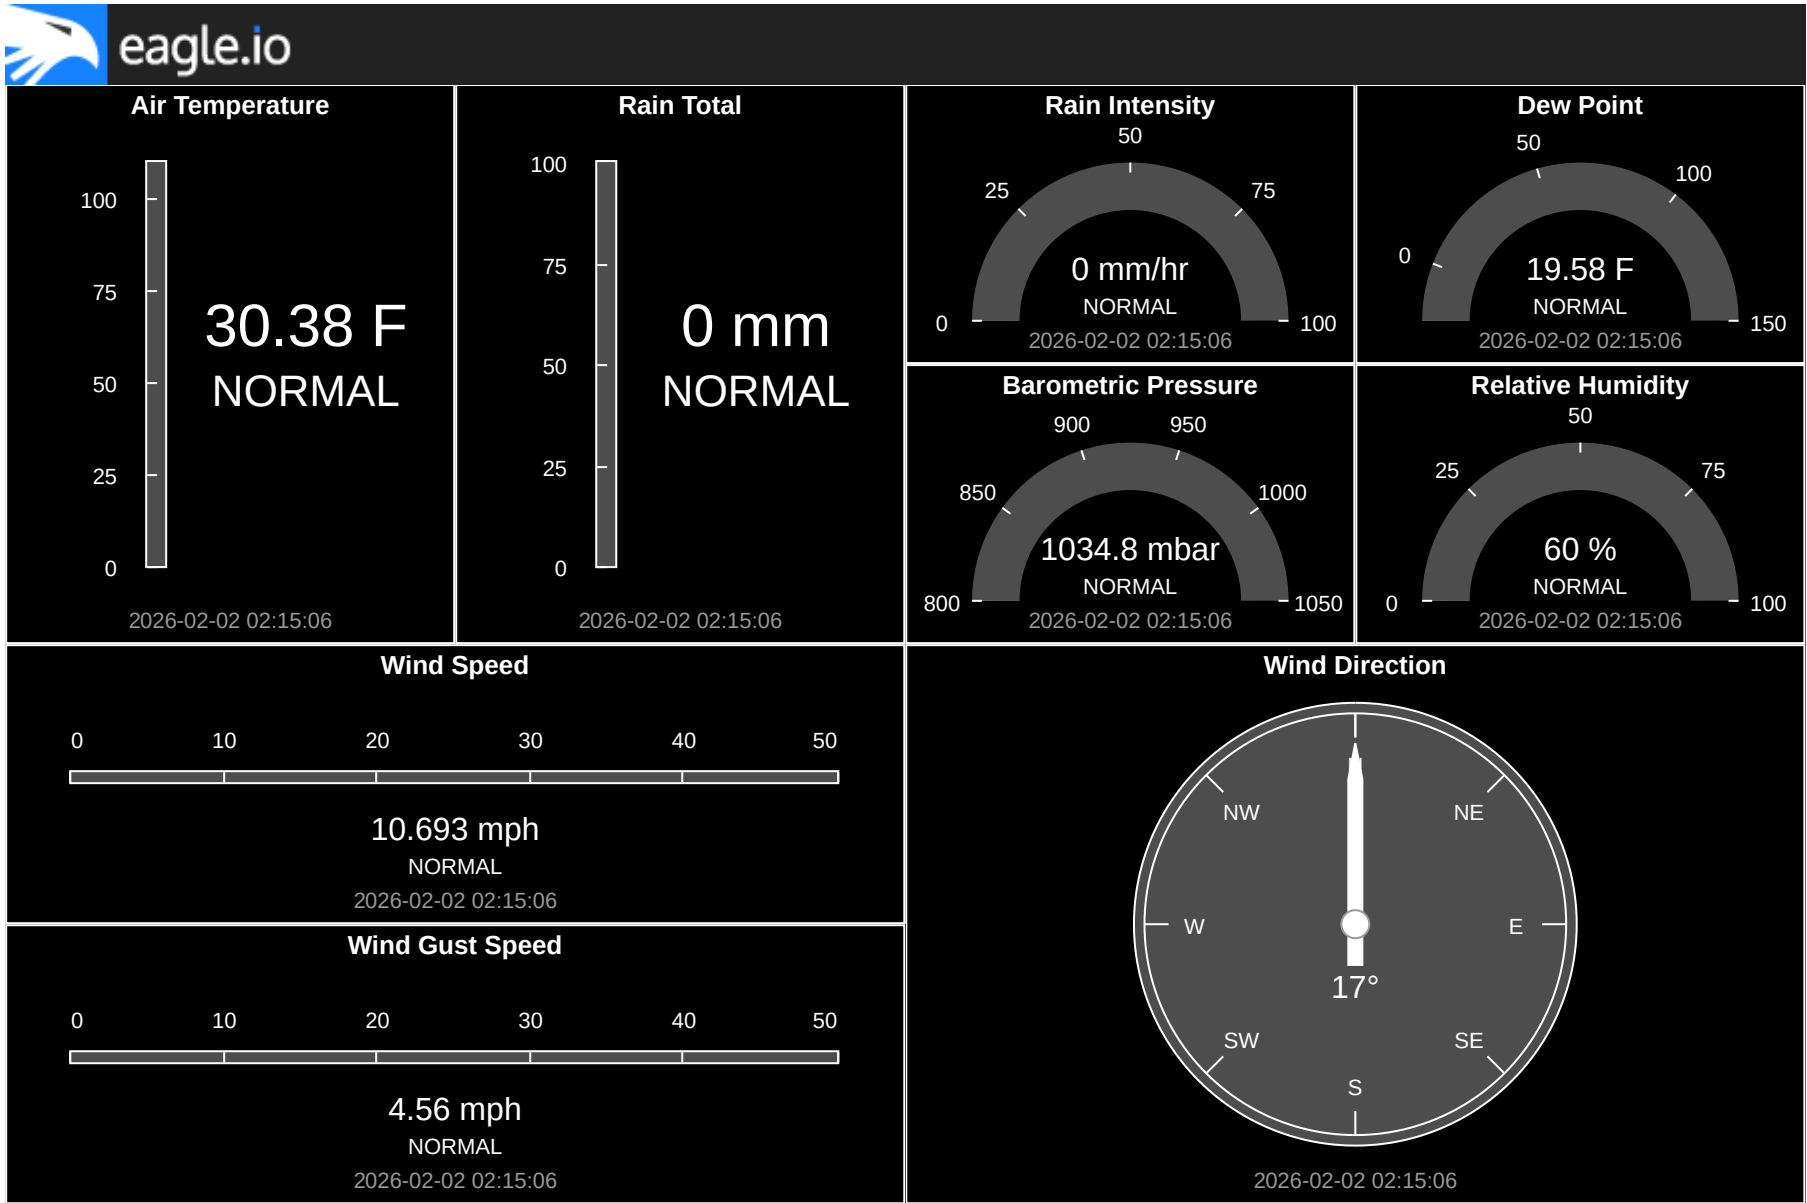 eagle.io
Air Temperature
100
75
50
25
0
30.38 F
NORMAL
2026-02-02 02:15:06
Rain Total
100
75
50
25
0
0 mm
NORMAL
2026-02-02 02:15:06
Rain Intensity
50
25
75
0
100
0 mm/hr
NORMAL
2026-02-02 02:15:06
Dew Point
50
100
0
150
19.58 F
NORMAL
2026-02-02 02:15:06
Barometric Pressure
900
950
850
1000
800
1050
1034.8 mbar
NORMAL
2026-02-02 02:15:06
Relative Humidity
50
25
75
0
100
60 %
NORMAL
2026-02-02 02:15:06
Wind Speed
0 10 20 30 40 50
10.693 mph
NORMAL
2026-02-02 02:15:06
Wind Gust Speed
0 10 20 30 40 50
4.56 mph
NORMAL
2026-02-02 02:15:06
Wind Direction
NW NE
W E
17°
SW SE
S
2026-02-02 02:15:06